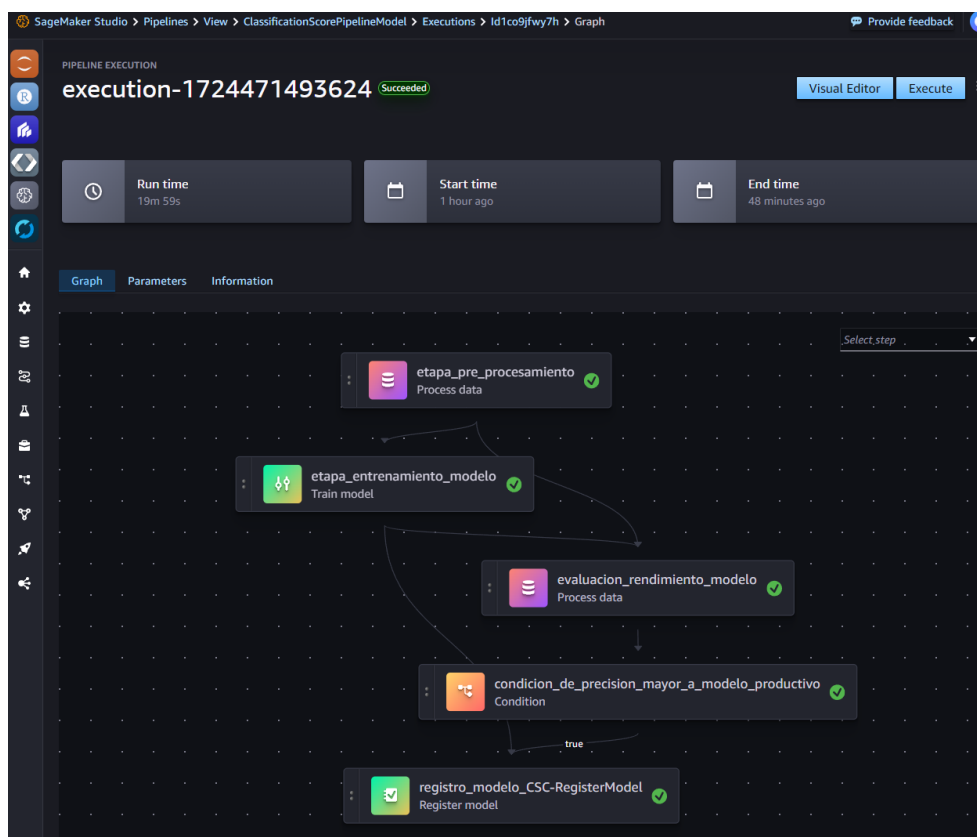 SageMaker Studio > Pipelines > View > ClassificationScorePipelineModel > Executions > Id1co9jfwy7h > Graph
Provide feedback
R
PIPELINE EXECUTION
execution-1724471493624 Succeeded
Visual Editor
Execute
Run time
19m 59s
Start time
1 hour ago
End time
48 minutes ago
Graph
Parameters
Information
Select step
etapa_pre_procesamiento
Process data
etapa_entrenamiento_modelo
Train model
evaluacion_rendimiento_modelo
Process data
condicion_de_precision_mayor_a_modelo_productivo
Condition
true
registro_modelo_CSC-RegisterModel
Register model